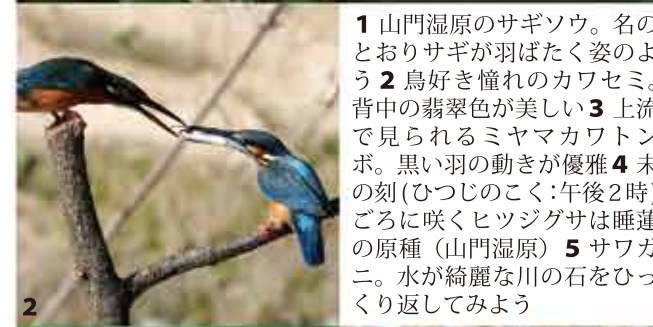 1 山門湿原のサギソウ。名の
とおりサギが羽ばたく姿のよ
う 2 鳥好き憧れのカワセミ。
背中の翡翠色が美しい 3 上流
で見られるミヤマカワトン
ボ。黒い羽の動きが優雅 4 未
の刻(ひつじのこく:午後2時)
ごろに咲くヒツジグサは睡蓮
の原種（山門湿原） 5 サワガ
ニ。水が綺麗な川の石をひっ
くり返してみよう
2